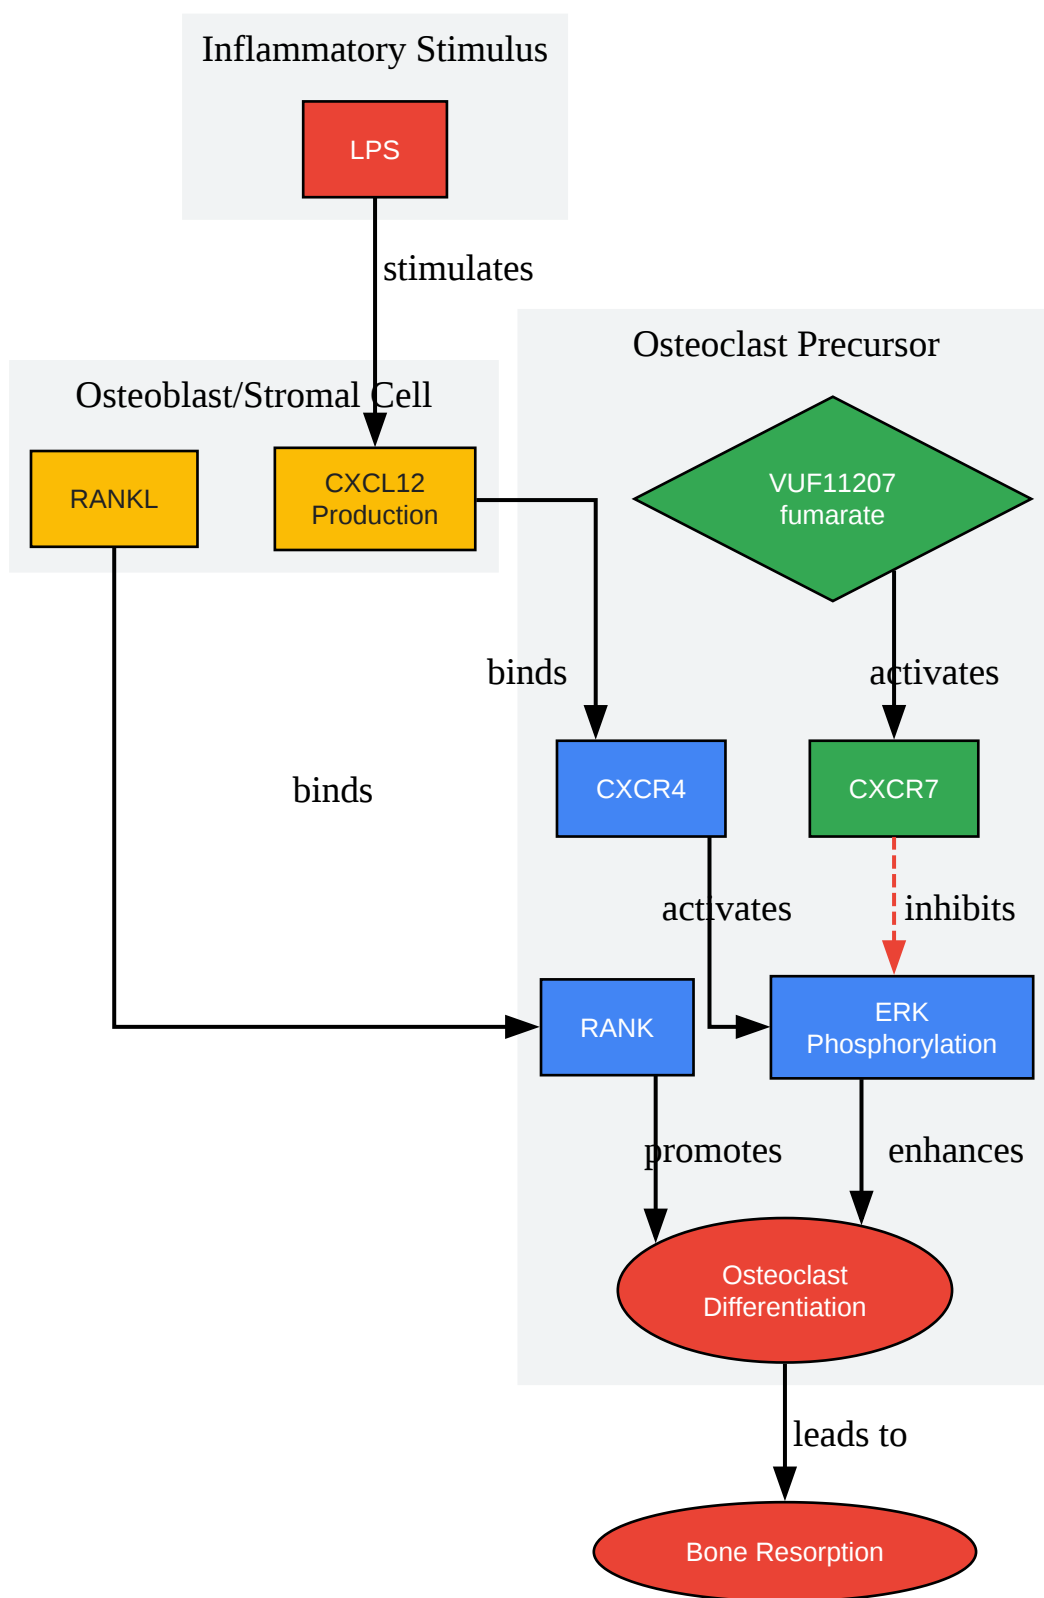 Inflammatory Stimulus
LPS
stimulates
Osteoclast Precursor
Osteoblast/Stromal Cell
RANKL
CXCL12
Production
VUF11207
fumarate
binds
activates
binds
CXCR4
CXCR7
activates
inhibits
RANK
ERK
Phosphorylation
promotes
enhances
Osteoclast
Differentiation
leads to
Bone Resorption